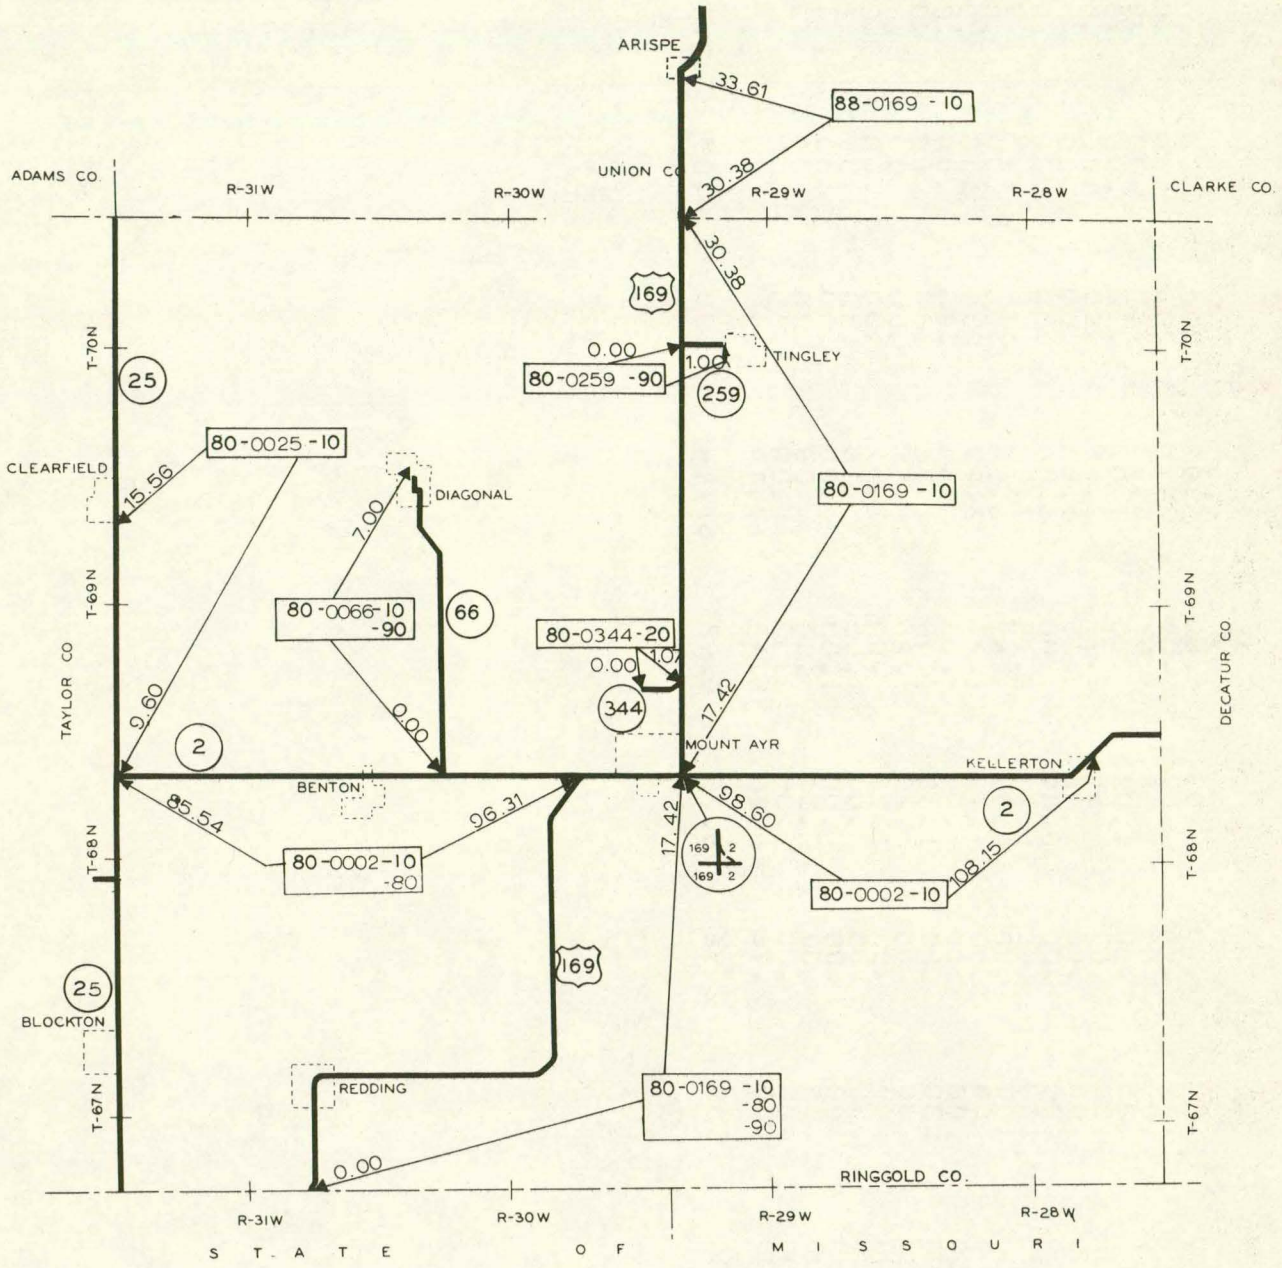 ARISPE
33.61
88-0169 -10
ADAMS CO.
R-31W
R-30W
UNION CO
30.38
R-29W
R-28W
CLARKE CO.
30.38
169
T-70N
0.00
TINGLEY
T-70N
80-0259 -90
1.00
25
259
80-0025-10
CLEARFIELD
15.56
DIAGONAL
80-0169-10
7.00
T-69N
80-0066-10
-90
66
T-69N
80-0344-20
0.00
1.07
TAYLOR CO
9.60
0.00
344
17.42
DECATUR CO
2
MOUNT AYR
KELLERTON
BENTON
85.54
96.31
17.42
98.60
2
T-68N
80-0002-10
-80
169 2
169 2
108.15
T-68N
80-0002-10
25
169
BLOCKTON
REDDING
80-0169 -10
-80
-90
T-67N
T-67N
0.00
RINGGOLD CO.
R-31W
R-30W
R-29W
R-28W
STATE OF MISSOURI